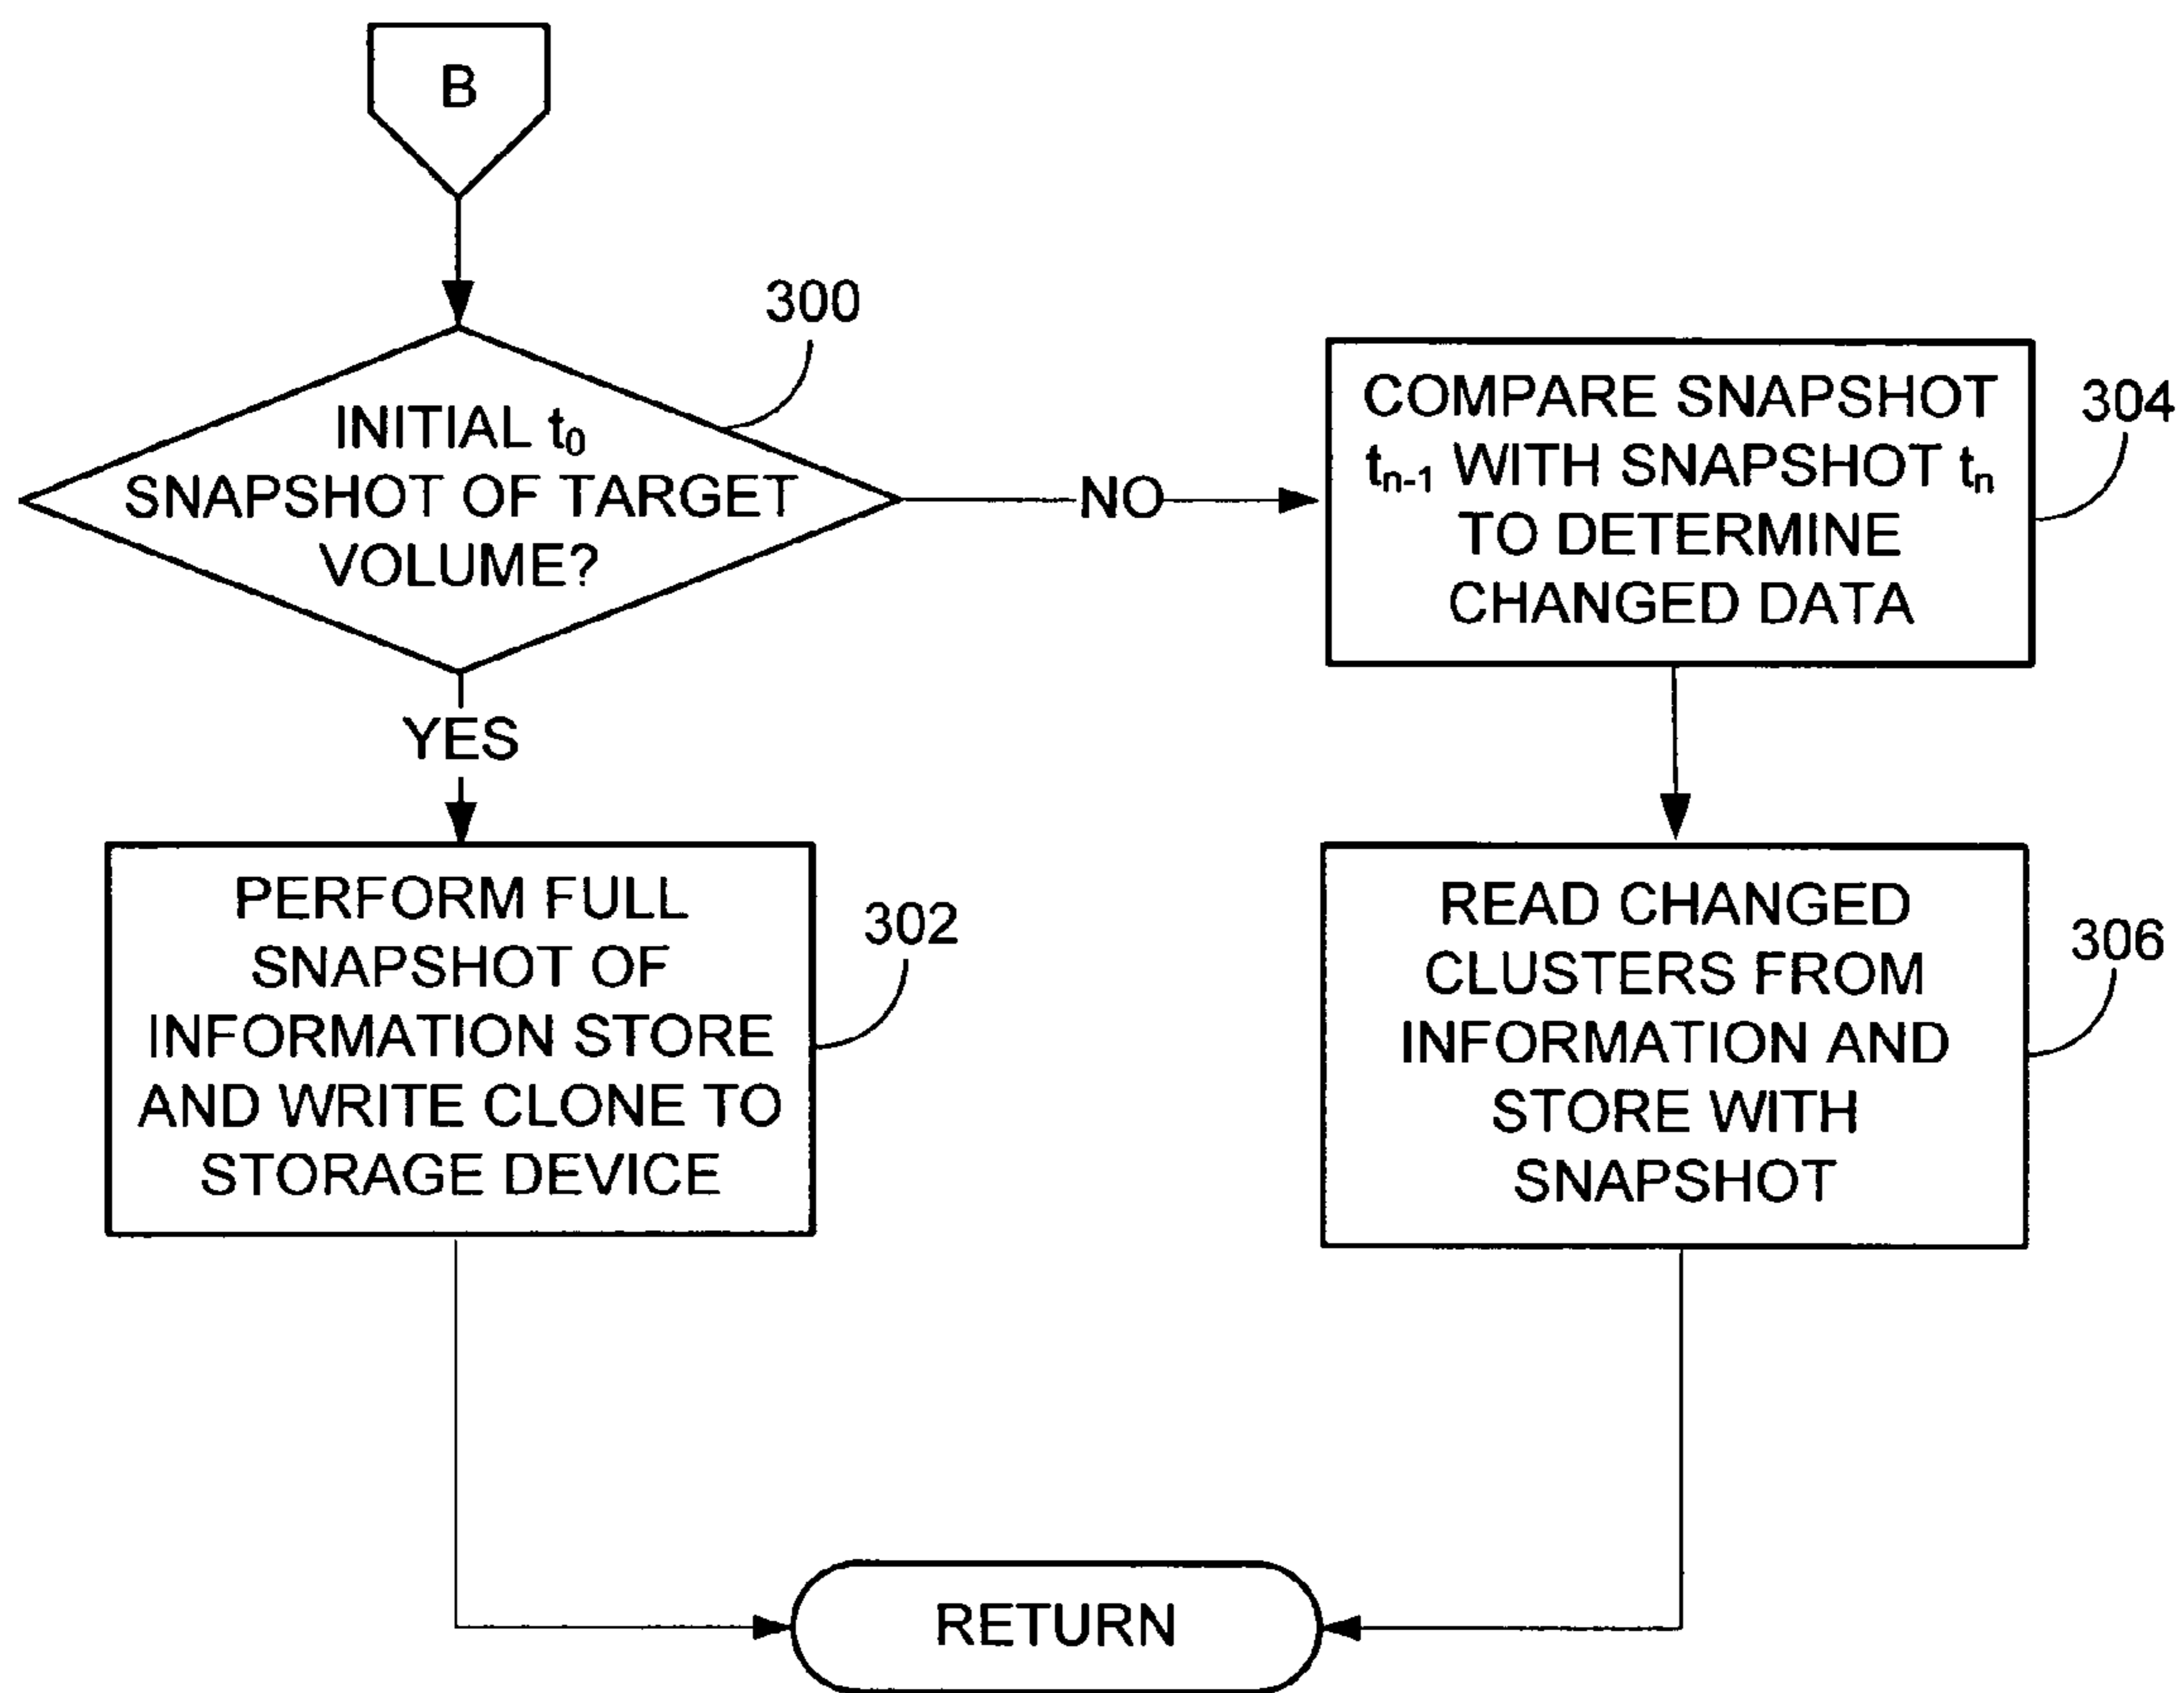 B
300
INITIAL t₀
SNAPSHOT OF TARGET
VOLUME?
NO
COMPARE SNAPSHOT
tₙ₋₁ WITH SNAPSHOT tₙ
TO DETERMINE
CHANGED DATA
304
YES
PERFORM FULL
SNAPSHOT OF
INFORMATION STORE
AND WRITE CLONE TO
STORAGE DEVICE
302
READ CHANGED
CLUSTERS FROM
INFORMATION AND
STORE WITH
SNAPSHOT
306
RETURN